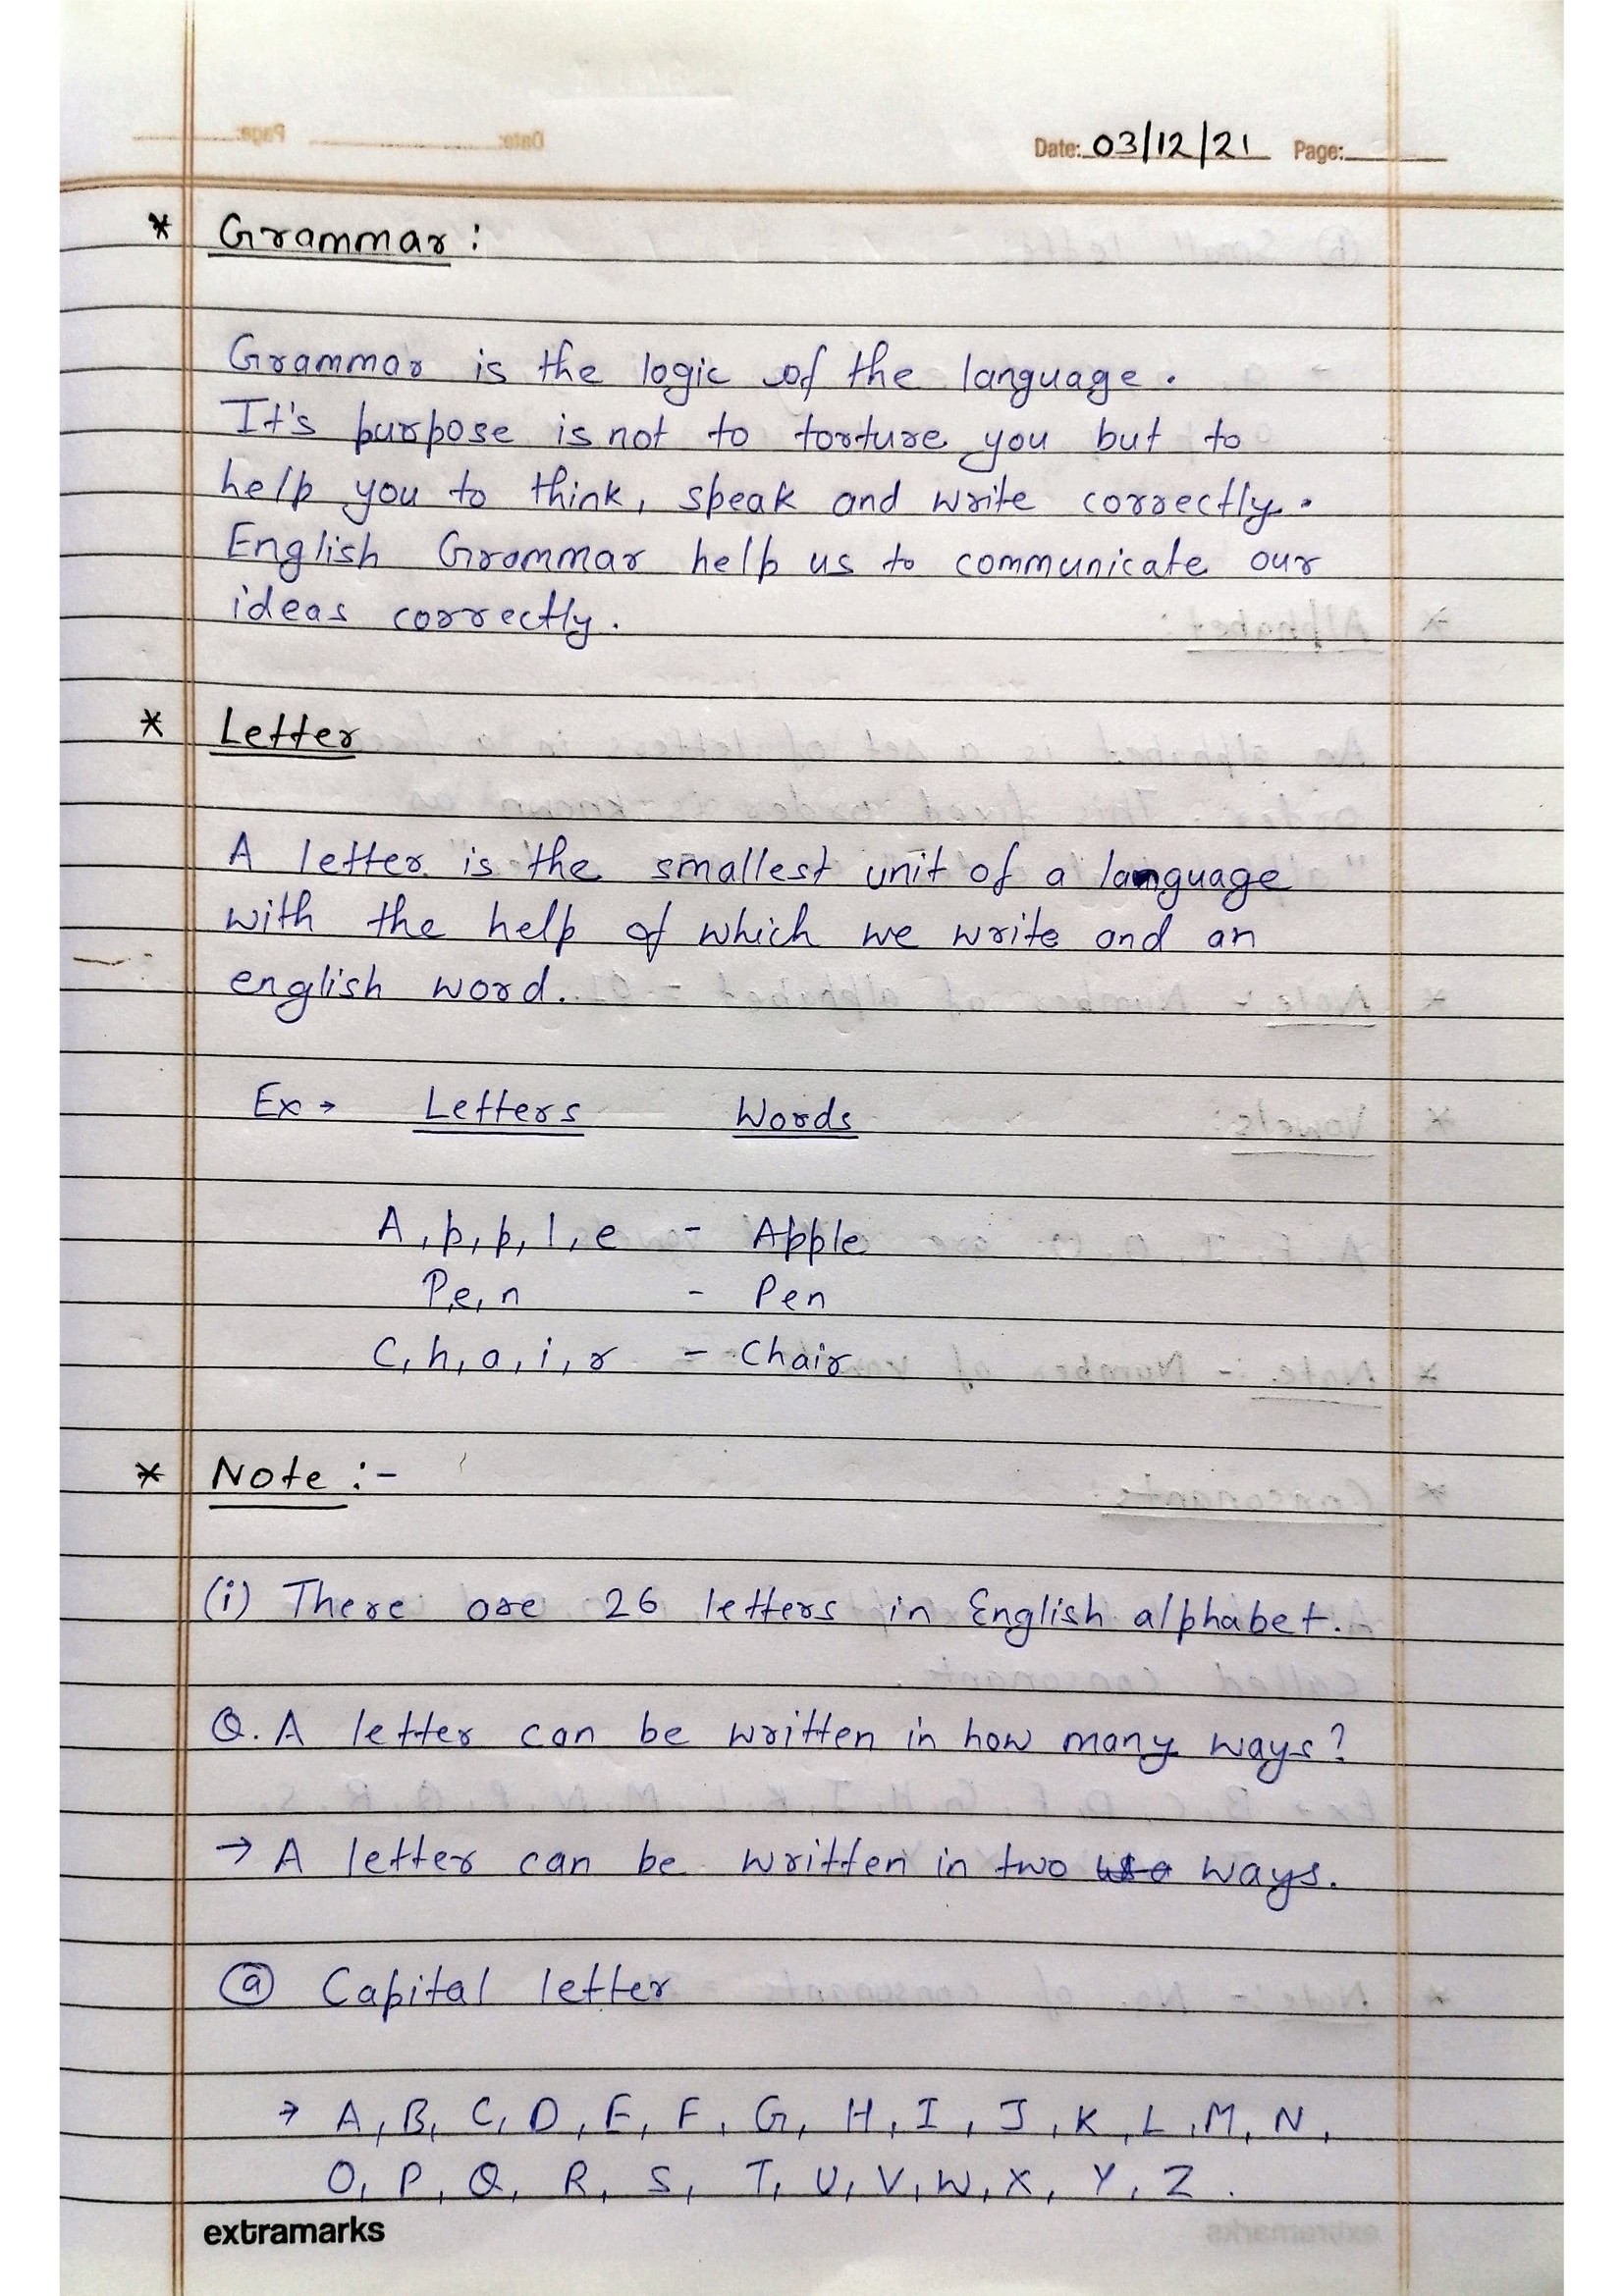 Date: 03/12/21 Page:
* Grammar :
Grammar is the logic of the language.
It's purpose is not to torture you but to
help you to think, speak and write correctly.
English Grammar help us to communicate our
ideas correctly.
* Letter
A letter is the smallest unit of a language
with the help of which we write and an
english word.
Ex → Letters Words
A, p, p, l, e - Apple
P, e, n - Pen
C, h, a, i, r - Chair
* Note :-
(i) There are 26 letters in English alphabet.
Q. A letter can be written in how many ways?
→ A letter can be written in two ways.
(a) Capital letter
→ A, B, C, D, E, F, G, H, I, J, K, L, M, N,
O, P, Q, R, S, T, U, V, W, X, Y, Z.
extramarks